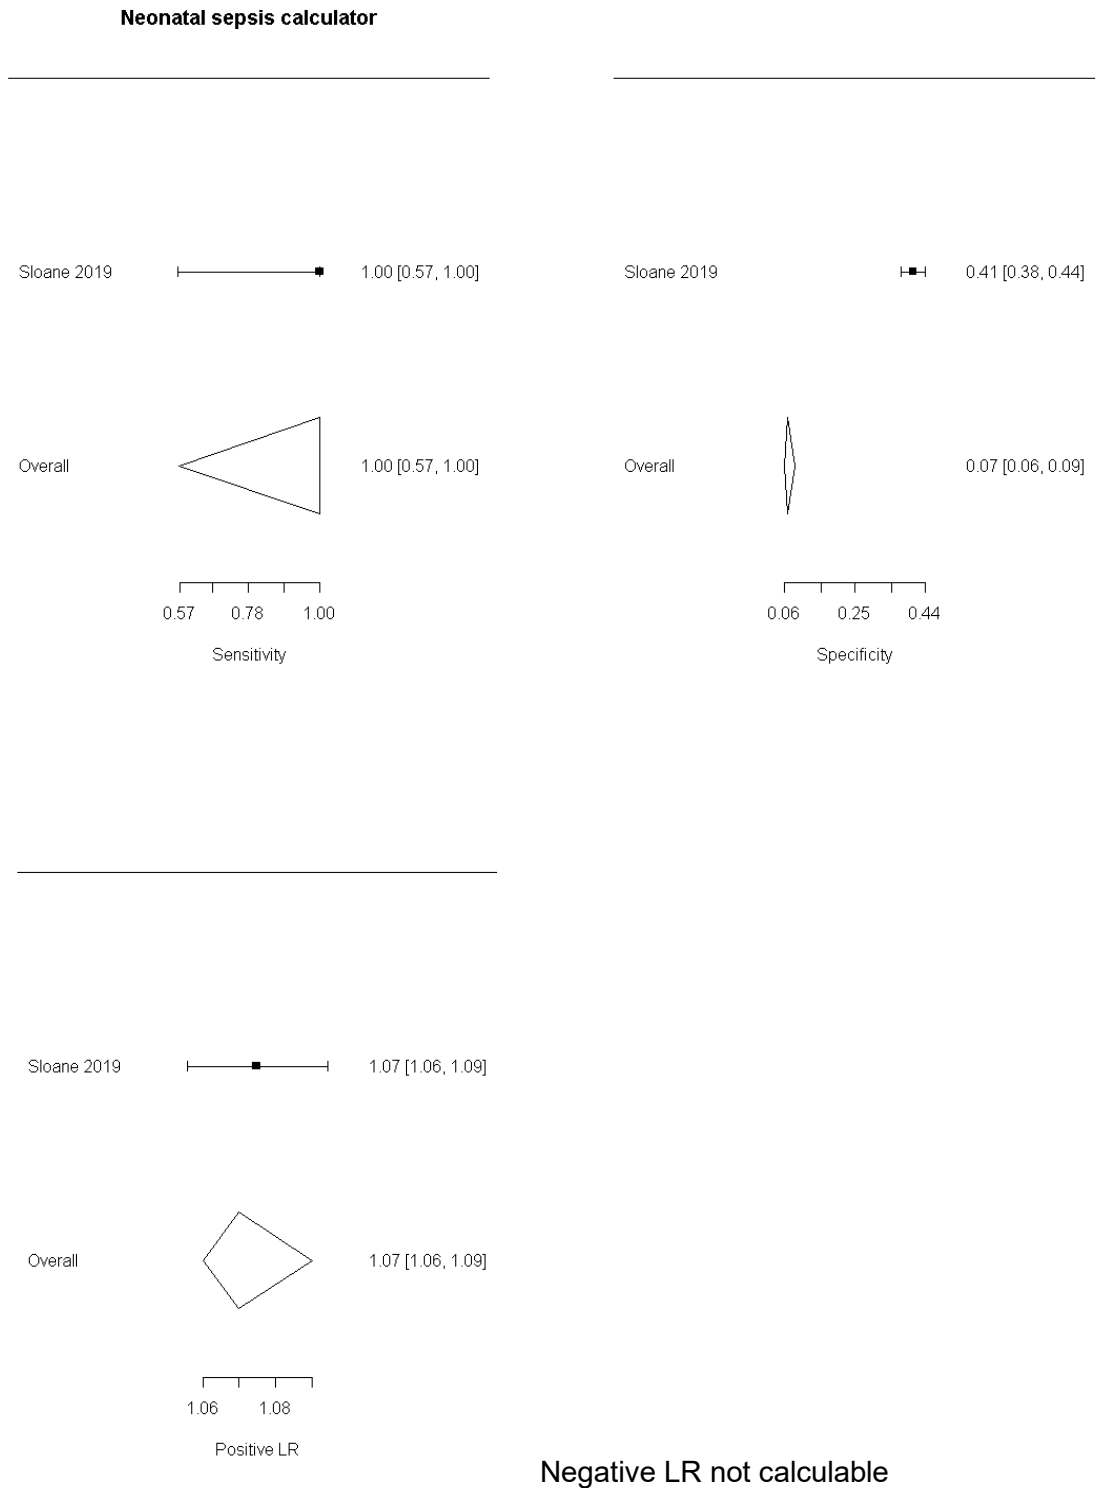 Neonatal sepsis calculator
Sloane 2019 1.00 [0.57, 1.00]
Overall 1.00 [0.57, 1.00]
0.57 0.78 1.00
Sensitivity
Sloane 2019 0.41 [0.38, 0.44]
Overall 0.07 [0.06, 0.09]
0.06 0.25 0.44
Specificity
Sloane 2019 1.07 [1.06, 1.09]
Overall 1.07 [1.06, 1.09]
1.06 1.08
Positive LR
Negative LR not calculable